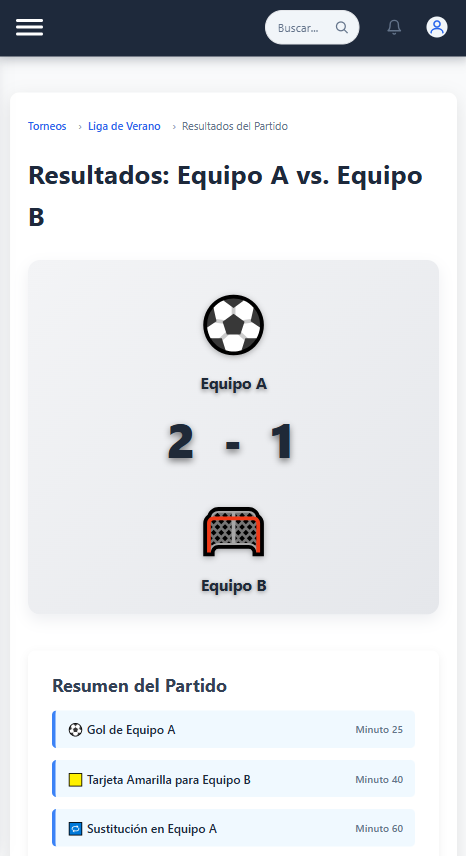 Buscar...
Torneos › Liga de Verano › Resultados del Partido
Resultados: Equipo A vs. Equipo
B
Equipo A
2 - 1
Equipo B
Resumen del Partido
Gol de Equipo A Minuto 25
Tarjeta Amarilla para Equipo B Minuto 40
Sustitución en Equipo A Minuto 60